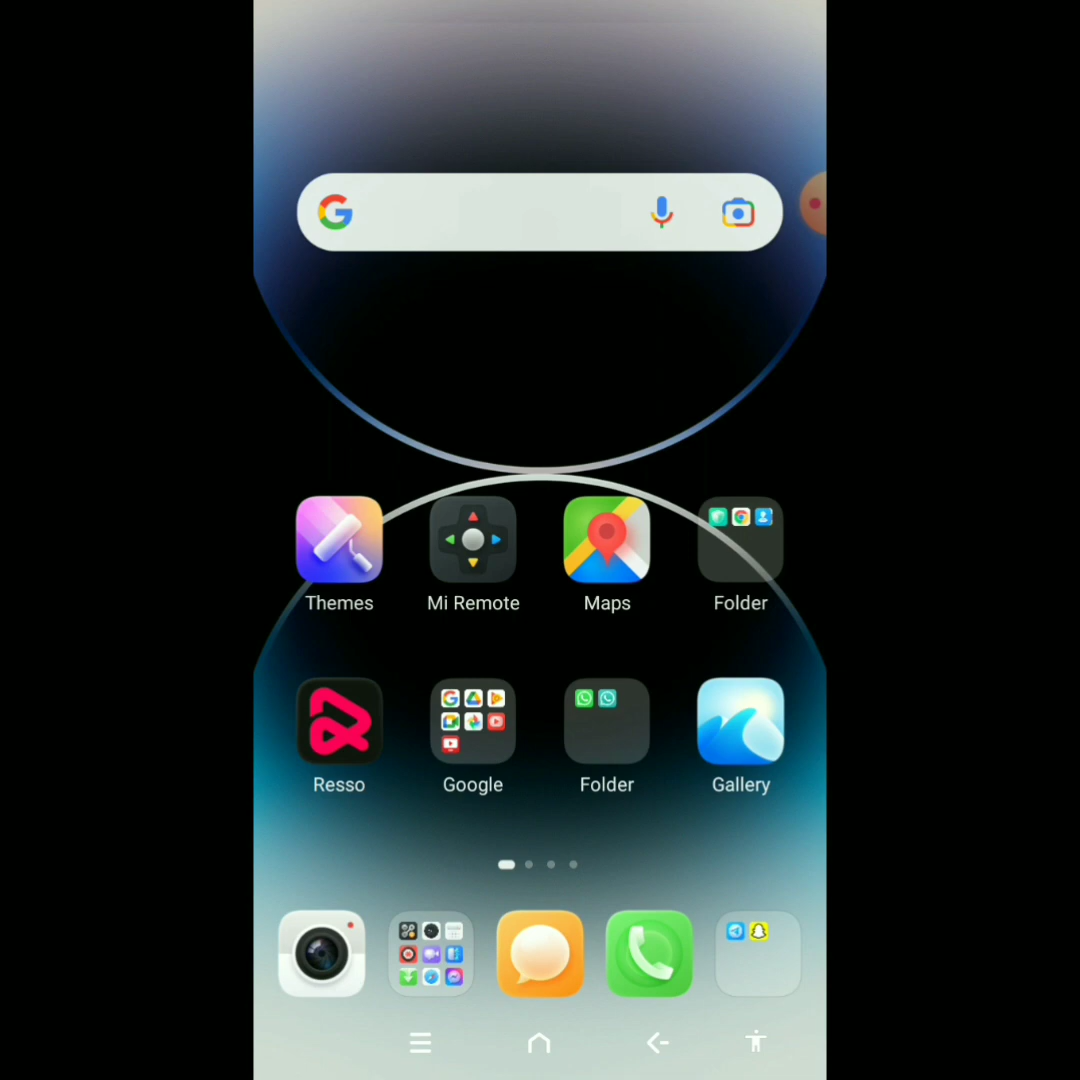 Themes
Mi Remote
Maps
Folder
Resso
Google
Folder
Gallery